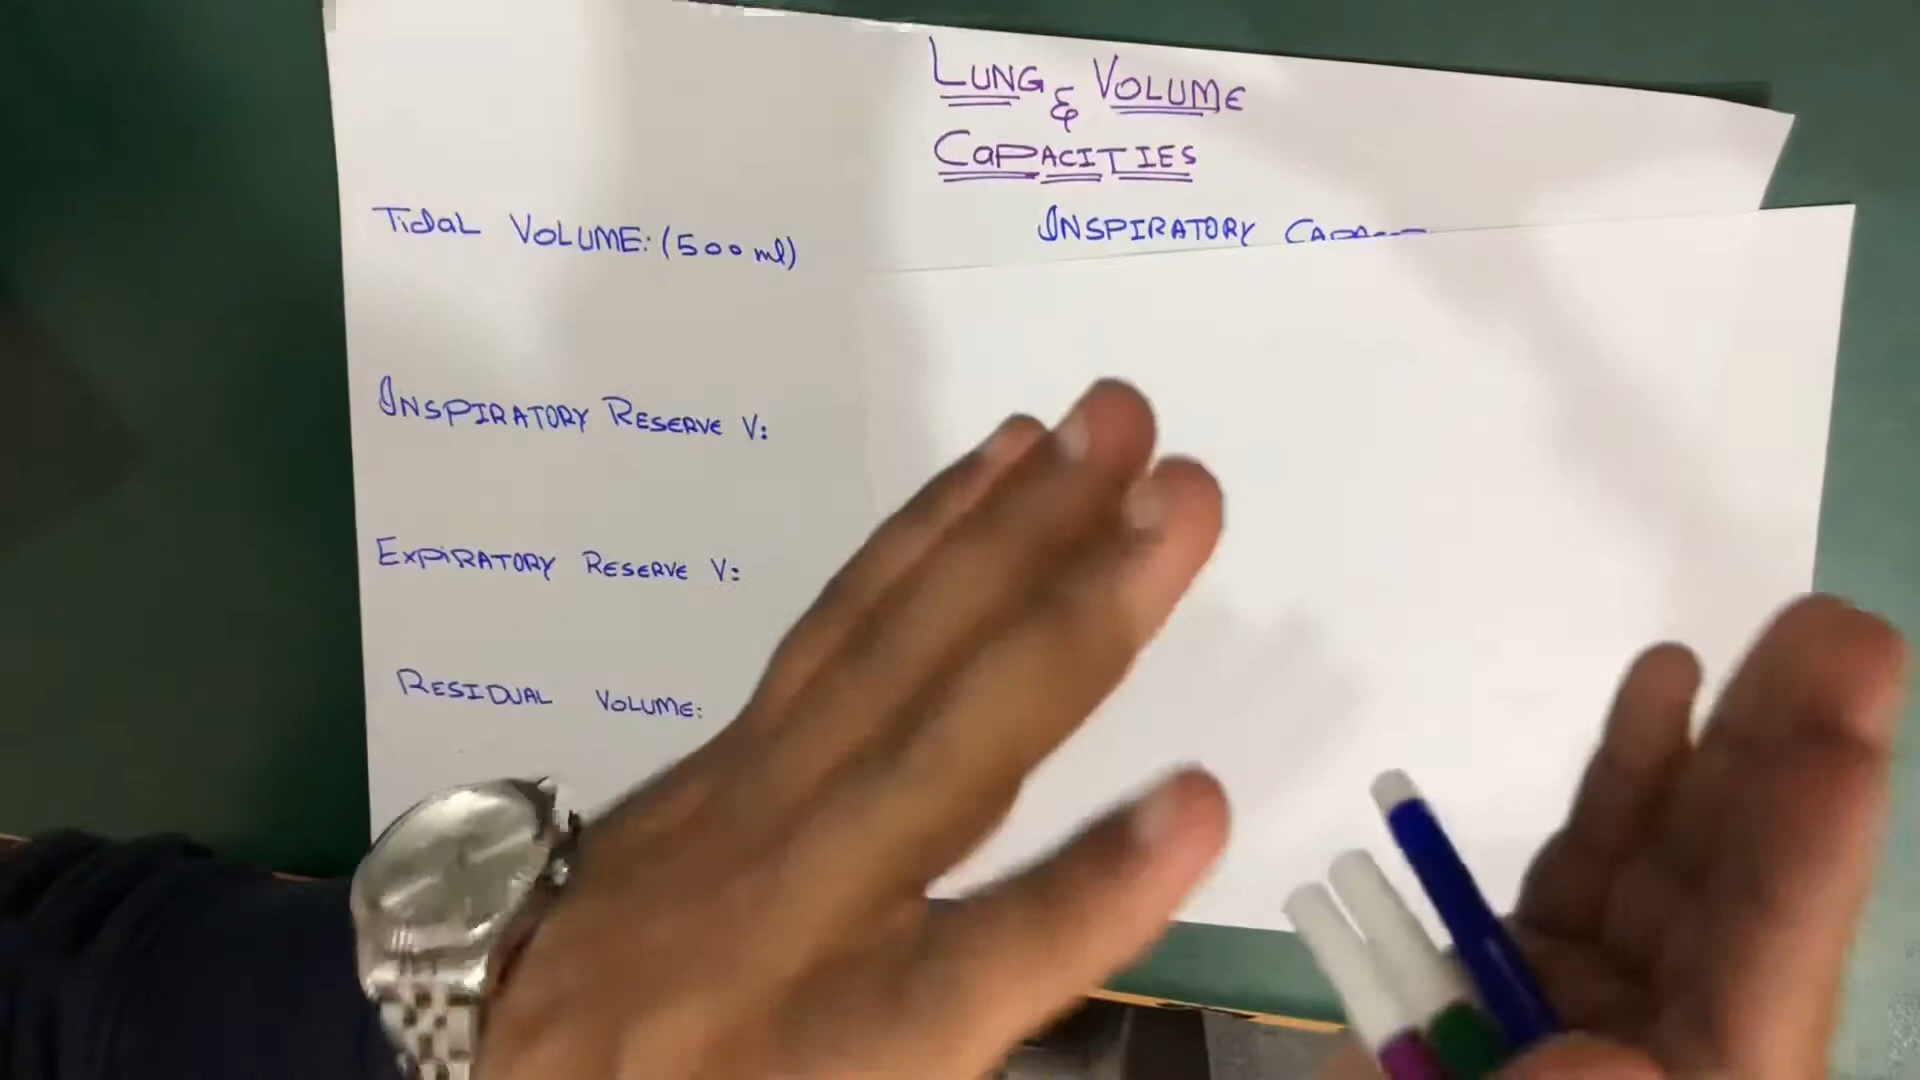 LUNG & VOLUME
CAPACITIES
TIDAL VOLUME: (500 ml)
INSPIRATORY RESERVE V:
EXPIRATORY RESERVE V:
RESIDUAL VOLUME:
INSPIRATORY